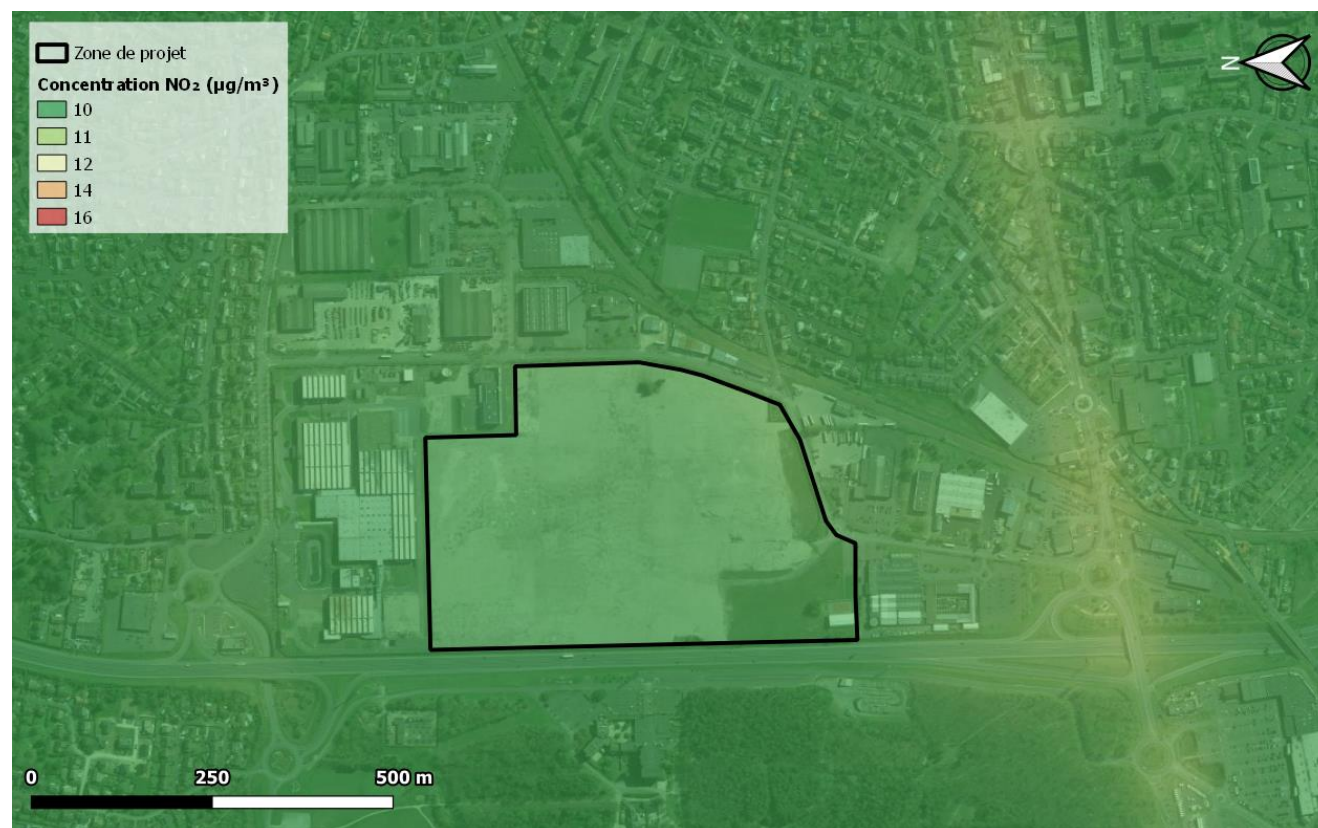 Zone de projet
Concentration NO₂ (µg/m³)
10
11
12
14
16
N
0 250 500 m